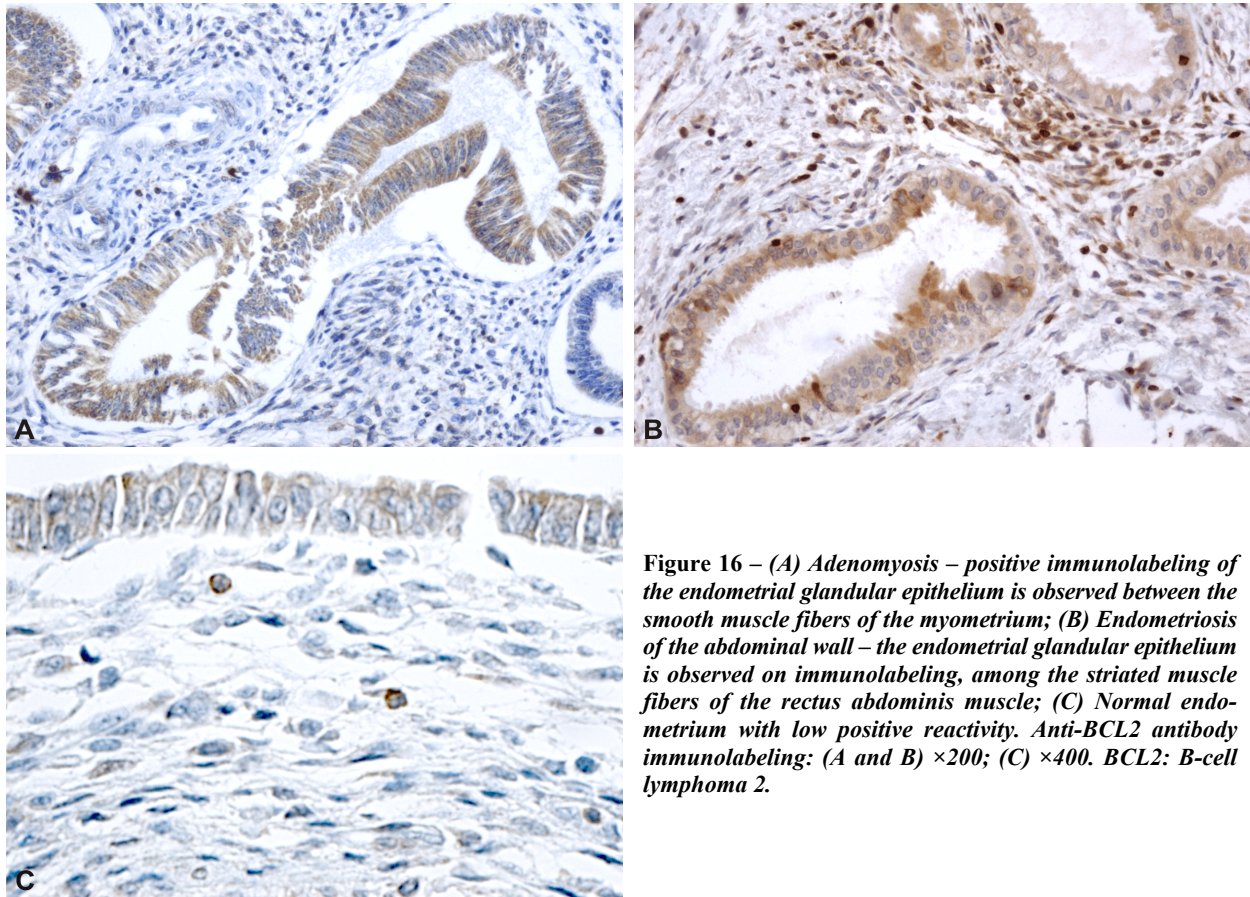 A
B
C
Figure 16 – (A) Adenomyosis – positive immunolabeling of
the endometrial glandular epithelium is observed between the
smooth muscle fibers of the myometrium; (B) Endometriosis
of the abdominal wall – the endometrial glandular epithelium
is observed on immunolabeling, among the striated muscle
fibers of the rectus abdominis muscle; (C) Normal endo-
metrium with low positive reactivity. Anti-BCL2 antibody
immunolabeling: (A and B) ×200; (C) ×400. BCL2: B-cell
lymphoma 2.